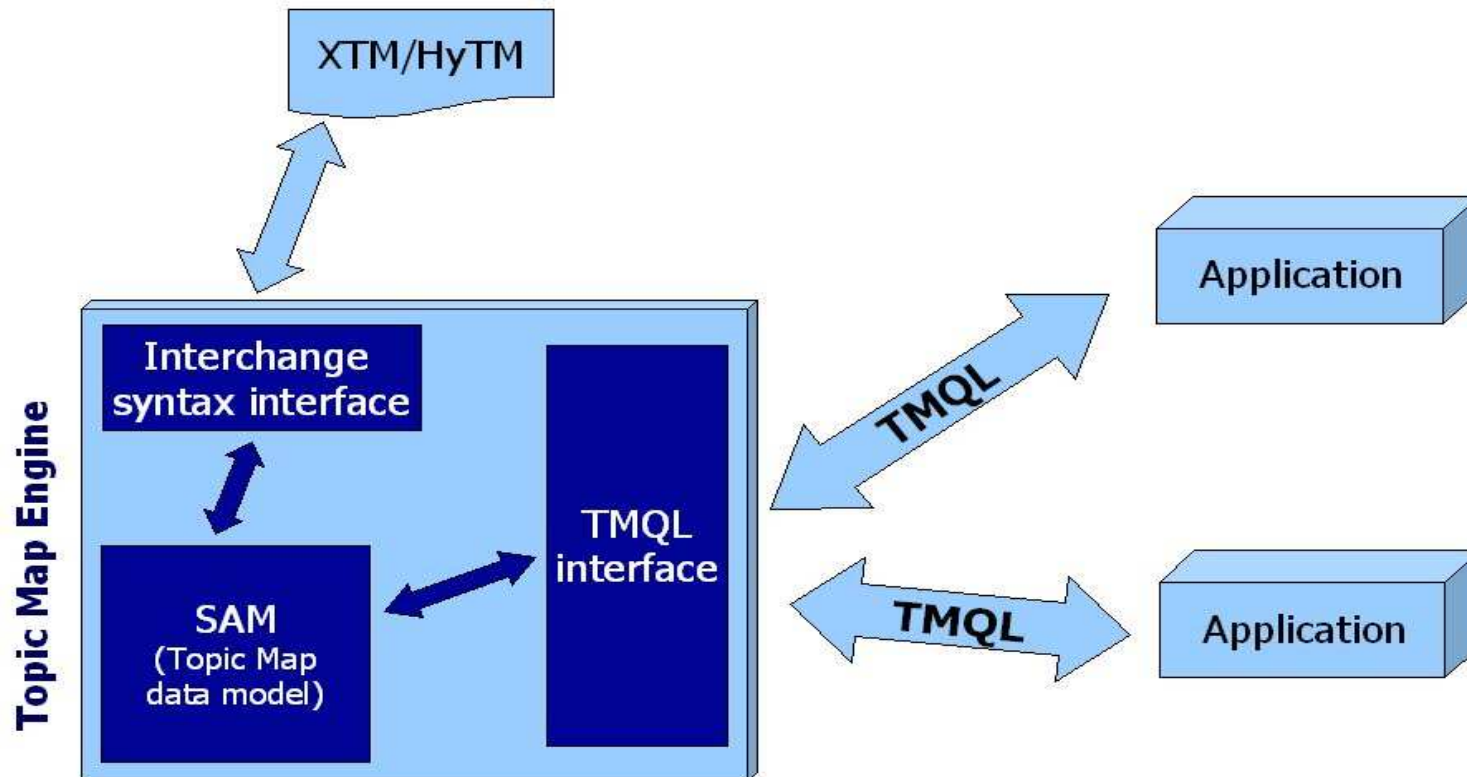 XTM/HyTM
Topic Map Engine
Interchange
syntax interface
SAM
(Topic Map
data model)
TMQL
interface
TMQL
Application
TMQL
Application